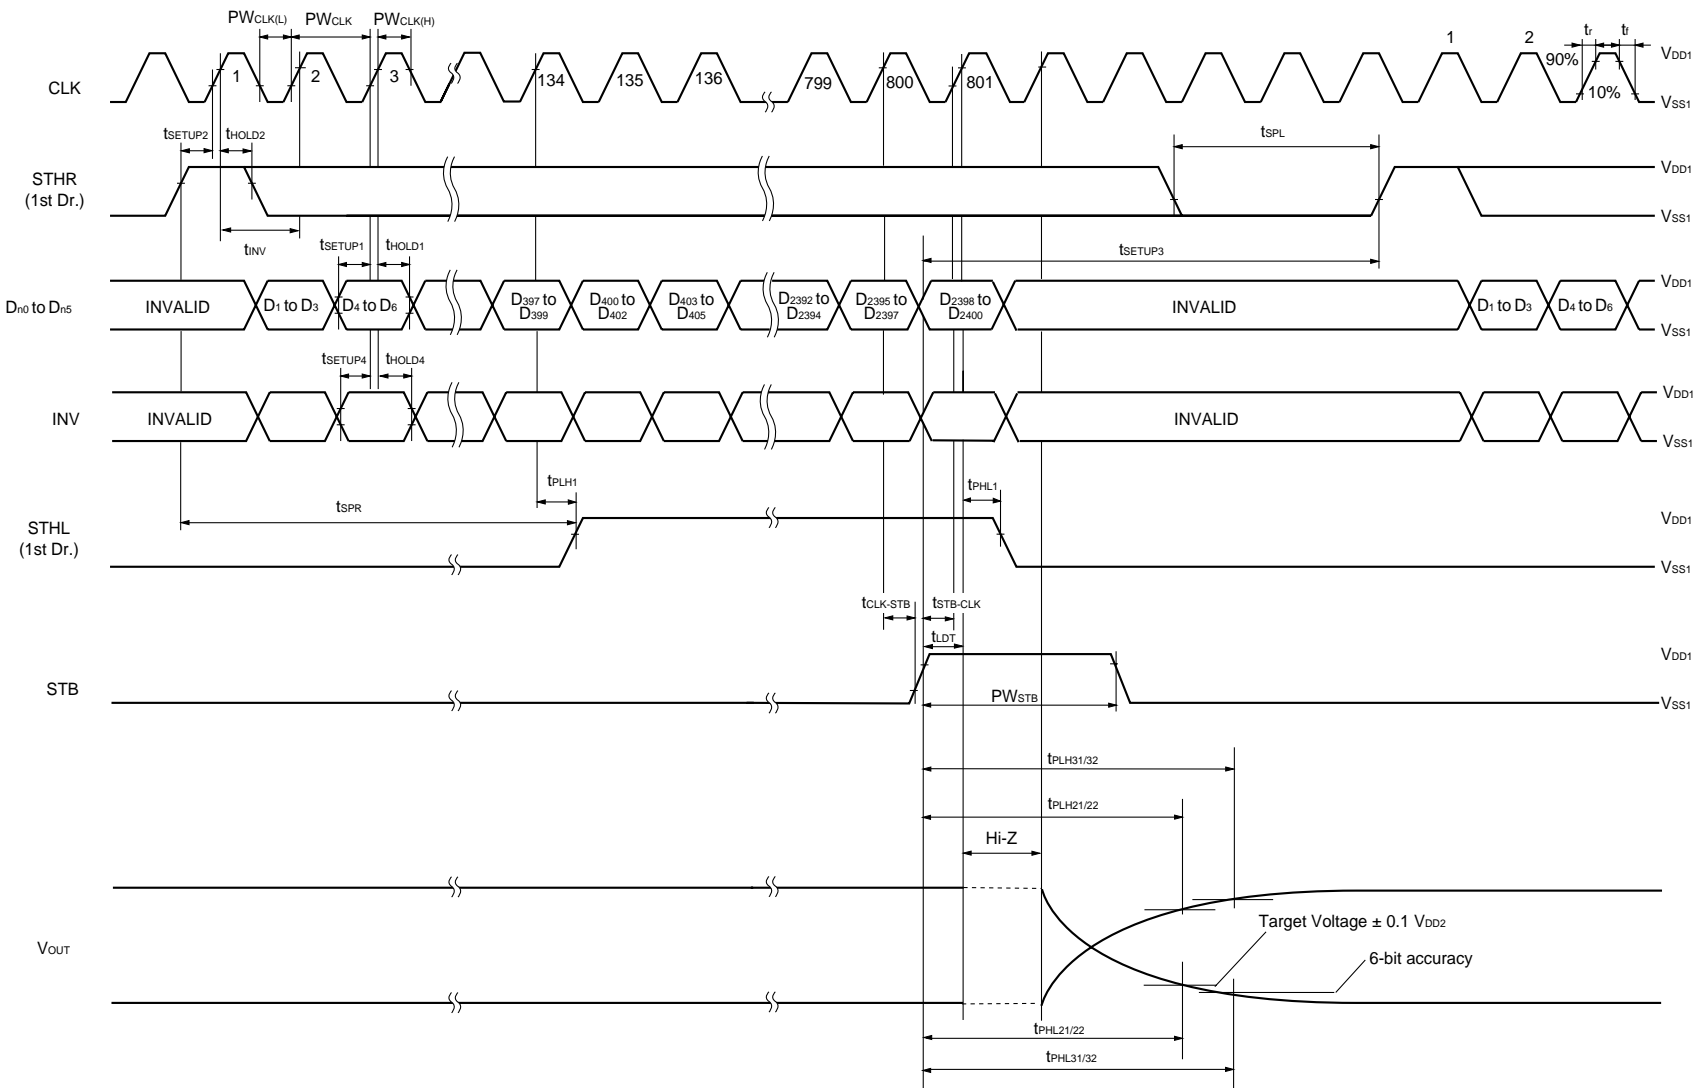 PWCLK(L) PWCLK PWCLK(H)
CLK 1 2 3 134 135 136 799 800 801 1 2 tr tf 90% 10% VDD1
VSS1
tSETUP2 tHOLD2 tSPL
STHR
(1st Dr.)
VDD1
VSS1
tINV tSETUP1 tHOLD1 tSETUP3
Dn0 to Dn5 INVALID D1 to D3 D4 to D6 D397 to D399 D400 to D402 D403 to D405 D2392 to D2394 D2395 to D2397 D2398 to D2400 INVALID D1 to D3 D4 to D6
VDD1
VSS1
tSETUP4 tHOLD4
INV INVALID INVALID
VDD1
VSS1
tPLH1 tPHL1
tSPR
STHL
(1st Dr.)
VDD1
VSS1
tCLK-STB tSTB-CLK
tLDT
STB
VDD1
PWSTB
VSS1
tPLH31/32
tPLH21/22
Hi-Z
VOUT
Target Voltage ± 0.1 VDD2
6-bit accuracy
tPHL21/22
tPHL31/32